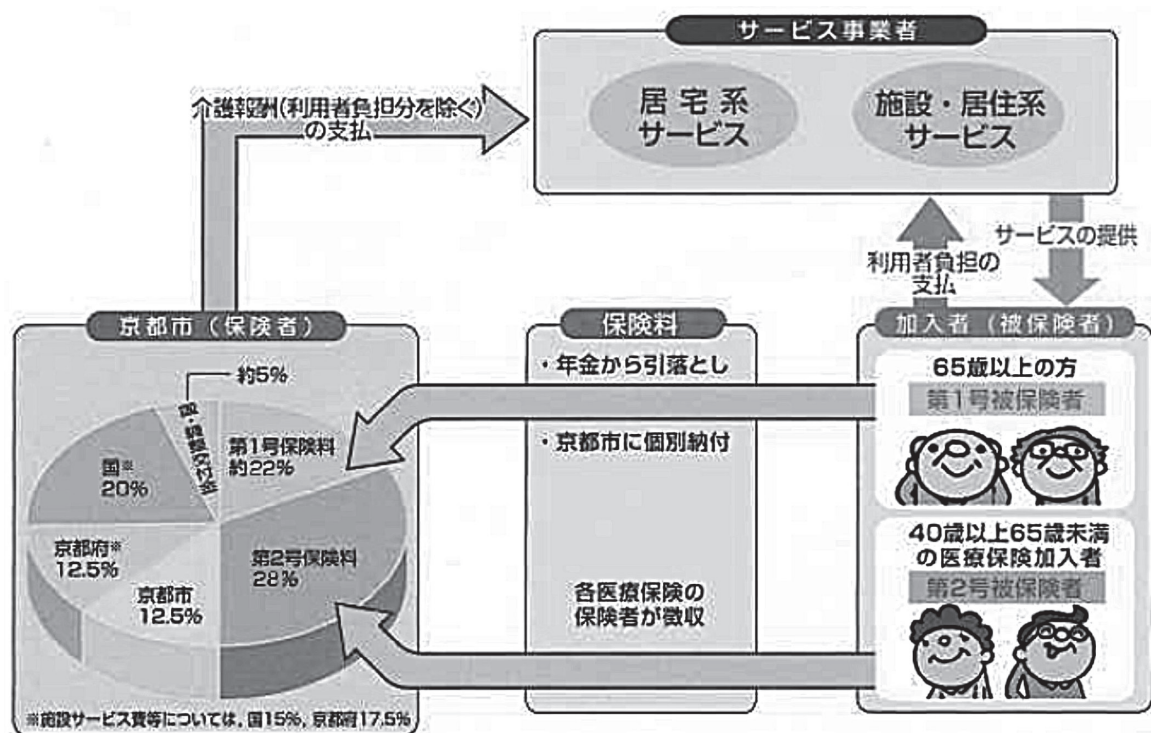 サービス事業者
居宅系
サービス
施設・居住系
サービス
介護報酬(利用者負担分を除く)
の支払
サービスの提供
利用者負担の
支払
京都市(保険者)
約5%
第1号保険料
約22%
国※
20%
京都府※
12.5%
京都市
12.5%
第2号保険料
28%
※施設サービス費等については，国15%，京都府17.5%
保険料
・年金から引落とし
・京都市に個別納付
各医療保険の
保険者が徴収
加入者(被保険者)
65歳以上の方
第1号被保険者
40歳以上65歳未満
の医療保険加入者
第2号被保険者